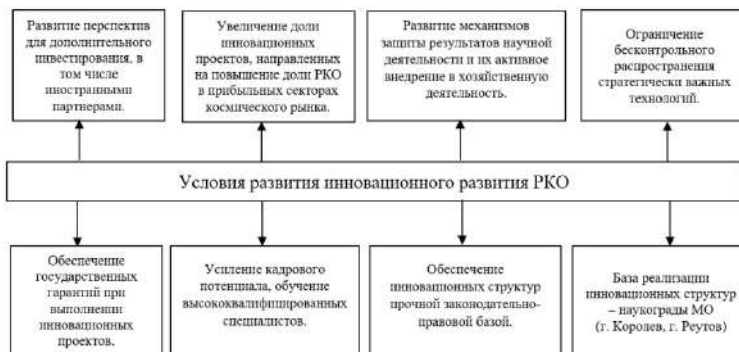 Развитие перспектив
для дополнительного
инвестирования, в
том числе
иностранными
партнерами.
Увеличение доли
инновационных
проектов, направленных
на повышение доли РКО
в прибыльных секторах
космического рынка.
Развитие механизмов
защиты результатов научной
деятельности и их активное
внедрение в хозяйственную
деятельность.
Ограничение
бесконтрольного
распространения
стратегически важных
технологий.
Условия развития инновационного развития РКО
Обеспечение
государственных
гарантий при
выполнении
инновационных
проектов.
Усиление кадрового
потенциала, обучение
высококвалифицированных
специалистов.
Обеспечение
инновационных структур
прочной законодательно-
правовой базой.
База реализации
инновационных структур
– наукограды МО
(г. Королев, г. Реутов)